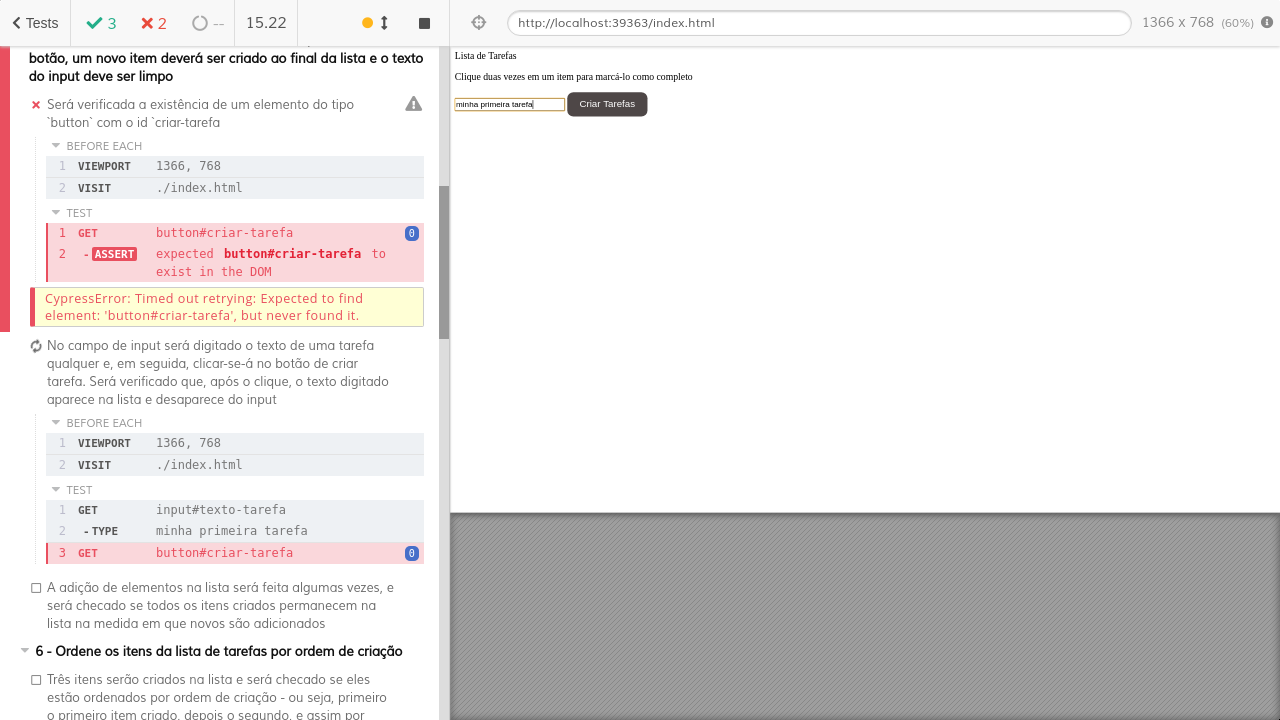 Tests
3
2
--
15.22
http://localhost:39363/index.html
1366 x 768 (60%)
botão, um novo item deverá ser criado ao final da lista e o texto
do input deve ser limpo
Será verificada a existência de um elemento do tipo
`button` com o id `criar-tarefa
BEFORE EACH
1 VIEWPORT 1366, 768
2 VISIT ./index.html
TEST
1 GET button#criar-tarefa 0
2 - ASSERT expected button#criar-tarefa to
exist in the DOM
CypressError: Timed out retrying: Expected to find
element: 'button#criar-tarefa', but never found it.
No campo de input será digitado o texto de uma tarefa
qualquer e, em seguida, clicar-se-á no botão de criar
tarefa. Será verificado que, após o clique, o texto digitado
aparece na lista e desaparece do input
BEFORE EACH
1 VIEWPORT 1366, 768
2 VISIT ./index.html
TEST
1 GET input#texto-tarefa
2 - TYPE minha primeira tarefa
3 GET button#criar-tarefa 0
A adição de elementos na lista será feita algumas vezes, e
será checado se todos os itens criados permanecem na
lista na medida em que novos são adicionados
6 - Ordene os itens da lista de tarefas por ordem de criação
Três itens serão criados na lista e será checado se eles
estão ordenados por ordem de criação - ou seja, primeiro
o primeiro item criado, depois o segundo, e assim por
Lista de Tarefas
Clique duas vezes em um item para marcá-lo como completo
minha primeira tarefa
Criar Tarefas